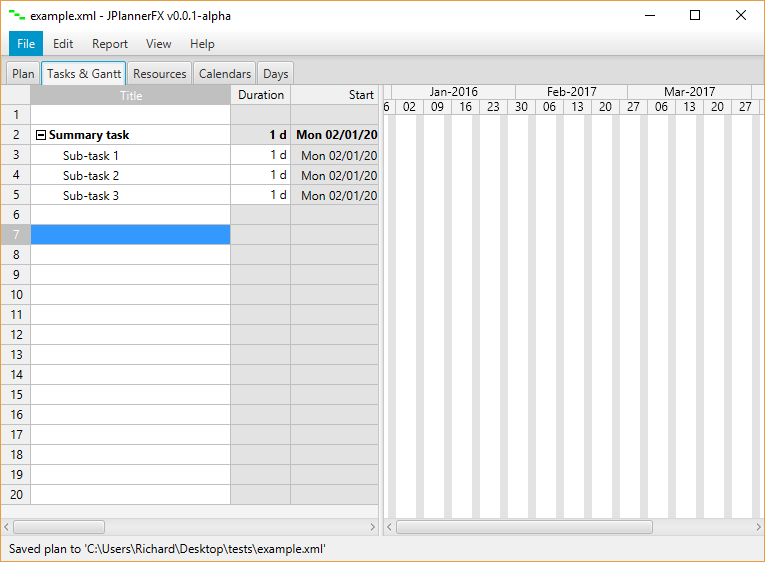 example.xml - JPlannerFX v0.0.1-alpha
File Edit Report View Help
Plan Tasks & Gantt Resources Calendars Days
Title Duration Start
Jan-2016 Feb-2017 Mar-2017
6 02 09 16 23 30 06 13 20 27 06 13 20 27
1
2 Summary task 1 d Mon 02/01/20
3 Sub-task 1 1 d Mon 02/01/20
4 Sub-task 2 1 d Mon 02/01/20
5 Sub-task 3 1 d Mon 02/01/20
6
7
8
9
10
11
12
13
14
15
16
17
18
19
20
Saved plan to 'C:\Users\Richard\Desktop\tests\example.xml'